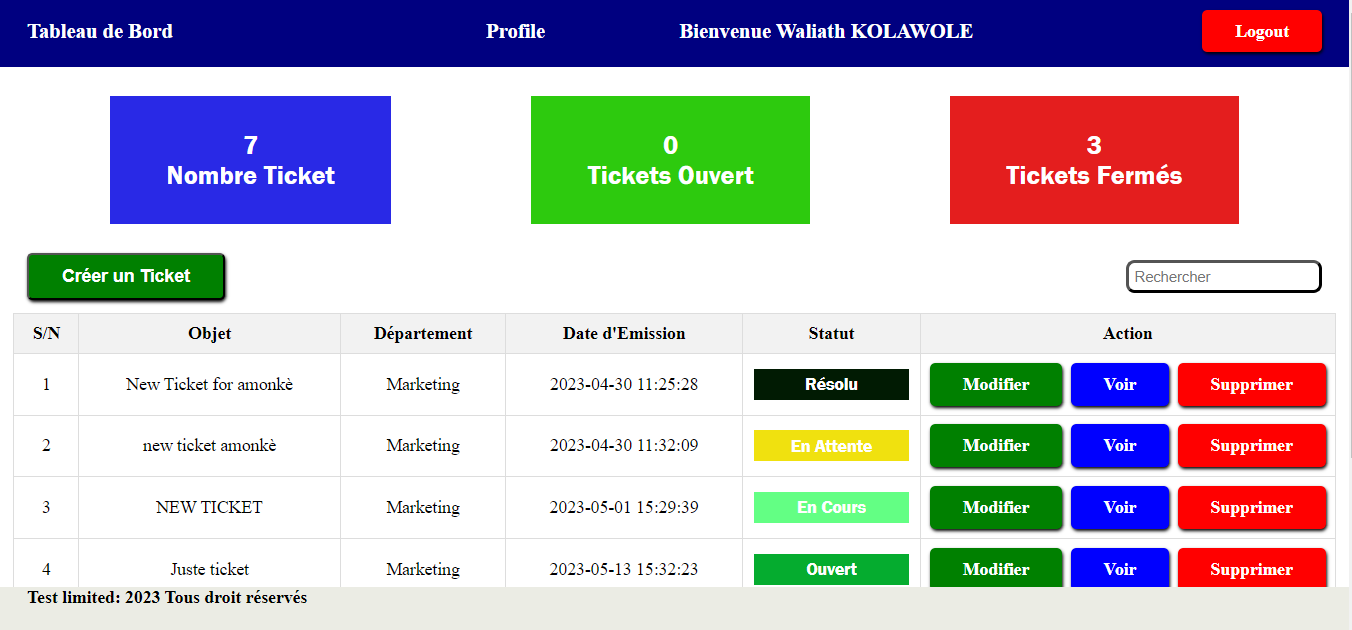 Tableau de Bord Profile Bienvenue Waliath KOLAWOLE Logout
7 0 3
Nombre Ticket Tickets Ouvert Tickets Fermés
Créer un Ticket Rechercher
S/N Objet Département Date d'Emission Statut Action
1 New Ticket for amonkè Marketing 2023-04-30 11:25:28 Résolu Modifier Voir Supprimer
2 new ticket amonkè Marketing 2023-04-30 11:32:09 En Attente Modifier Voir Supprimer
3 NEW TICKET Marketing 2023-05-01 15:29:39 En Cours Modifier Voir Supprimer
4 Juste ticket Marketing 2023-05-13 15:32:23 Ouvert Modifier Voir Supprimer
Test limited: 2023 Tous droit réservés